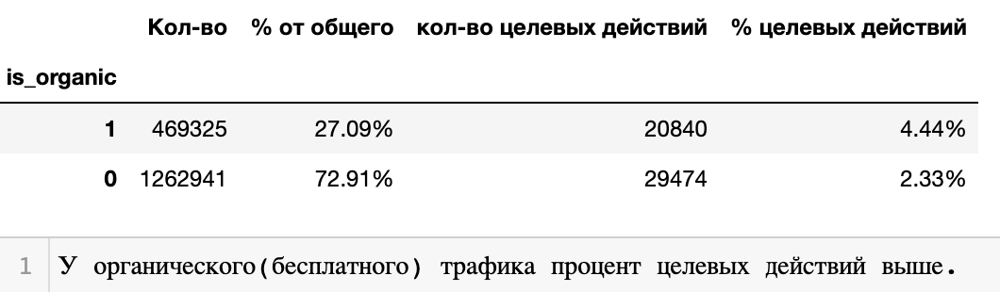 Кол-во % от общего кол-во целевых действий % целевых действий
is_organic
1 469325 27.09% 20840 4.44%
0 1262941 72.91% 29474 2.33%
1 У органического(бесплатного) трафика процент целевых действий выше.